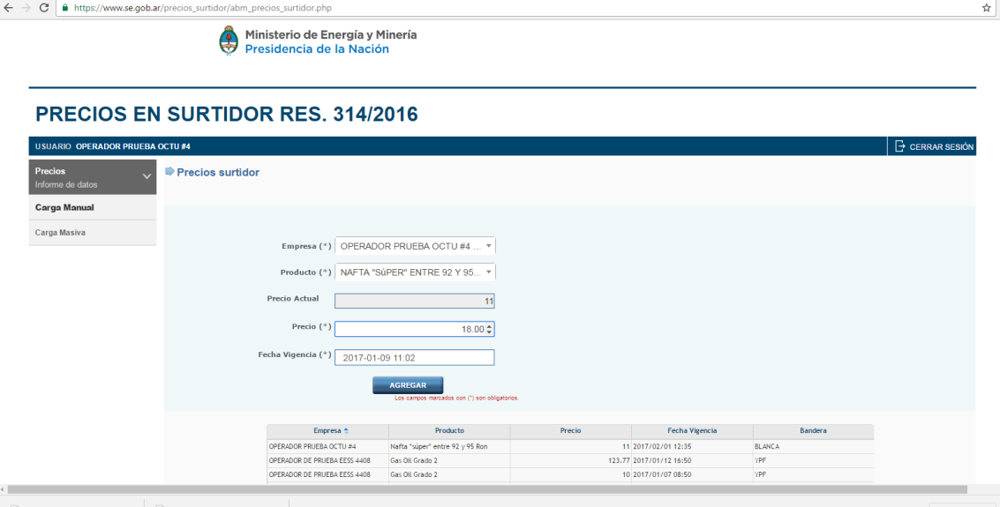 https://www.se.gob.ar/precios_surtidor/abm_precios_surtidor.php
Ministerio de Energía y Minería
Presidencia de la Nación
PRECIOS EN SURTIDOR RES. 314/2016
USUARIO OPERADOR PRUEBA OCTU #4
CERRAR SESIÓN
Precios
Informe de datos
Carga Manual
Carga Masiva
Precios surtidor
Empresa (*) OPERADOR PRUEBA OCTU #4 ...
Producto (*) NAFTA "SúPER" ENTRE 92 Y 95...
Precio Actual 11
Precio (*) 18.00
Fecha Vigencia (*) 2017-01-09 11:02
AGREGAR
Los campos marcados con (*) son obligatorios.
Empresa Producto Precio Fecha Vigencia Bandera
OPERADOR PRUEBA OCTU #4 Nafta "súper" entre 92 y 95 Ron 11 2017/02/01 12:35 BLANCA
OPERADOR DE PRUEBA EESS 4408 Gas Oil Grado 2 123.77 2017/01/12 16:50 YPF
OPERADOR DE PRUEBA EESS 4408 Gas Oil Grado 2 10 2017/01/07 08:50 YPF